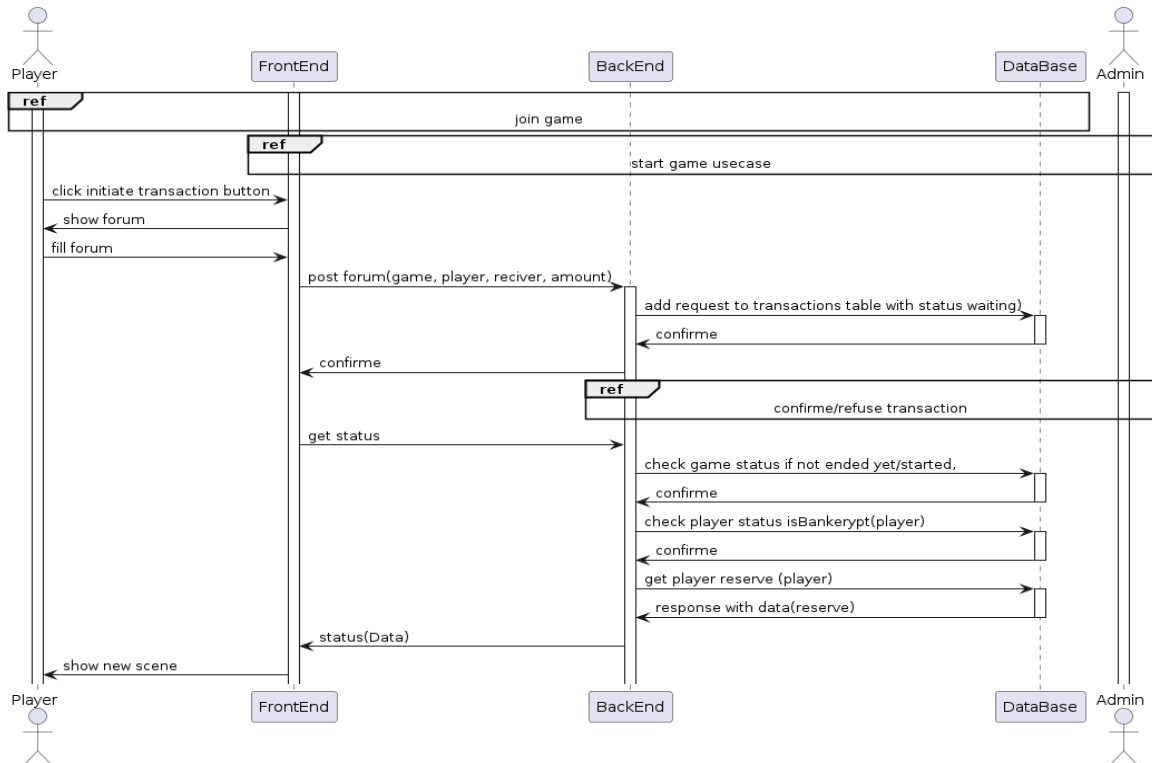 Player
FrontEnd
BackEnd
DataBase
Admin
ref
join game
ref
start game usecase
click initiate transaction button
show forum
fill forum
post forum(game, player, reciver, amount)
add request to transactions table with status waiting)
confirme
confirme
ref
confirme/refuse transaction
get status
check game status if not ended yet/started,
confirme
check player status isBankerypt(player)
confirme
get player reserve (player)
response with data(reserve)
status(Data)
show new scene
Player
FrontEnd
BackEnd
DataBase
Admin